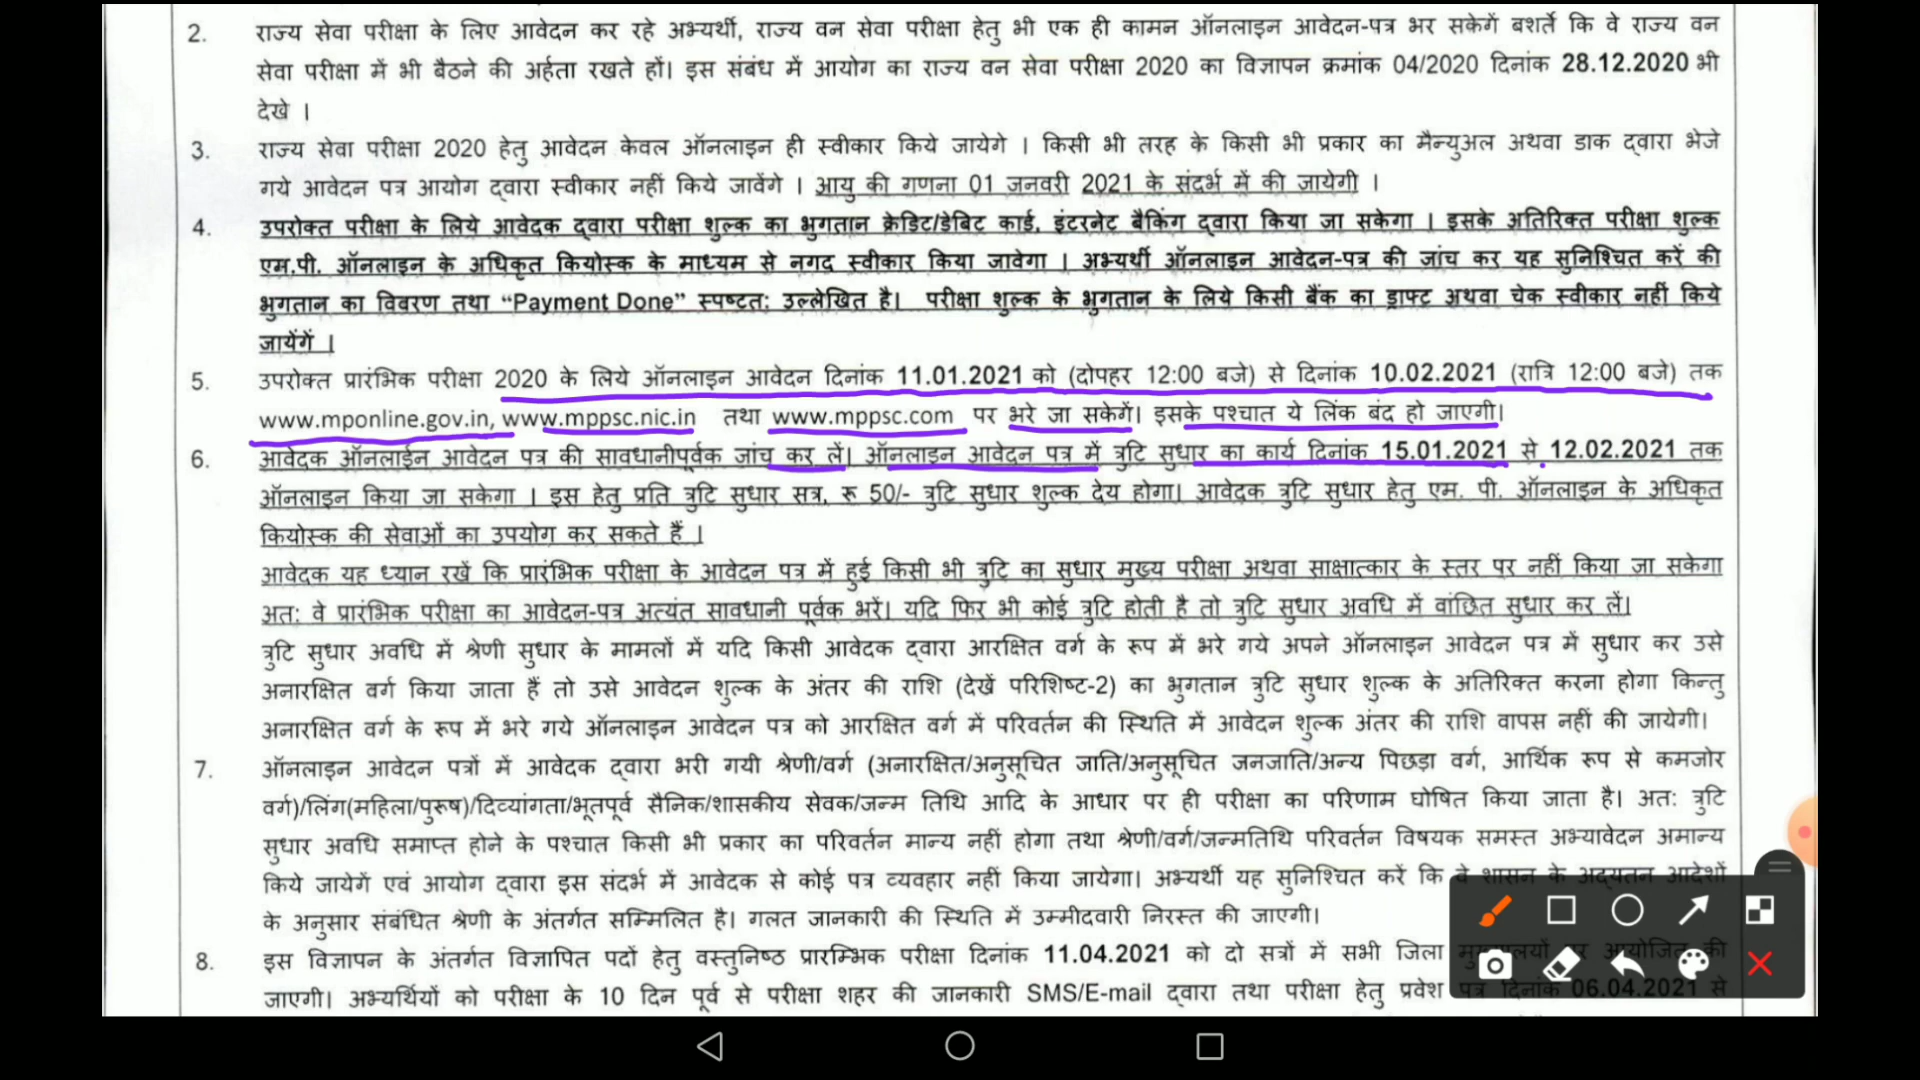 2. राज्य सेवा परीक्षा के लिए आवेदन कर रहे अभ्यर्थी, राज्य वन सेवा परीक्षा हेतु भी एक ही कामन ऑनलाइन आवेदन-पत्र भर सकेगें बशर्ते कि वे राज्य वन
सेवा परीक्षा में भी बैठने की अर्हता रखते हों। इस संबंध में आयोग का राज्य वन सेवा परीक्षा 2020 का विज्ञापन क्रमांक 04/2020 दिनांक 28.12.2020 भी
देखे ।
3. राज्य सेवा परीक्षा 2020 हेतु आवेदन केवल ऑनलाइन ही स्वीकार किये जायेगे । किसी भी तरह के किसी भी प्रकार का मैन्युअल अथवा डाक द्वारा भेजे
गये आवेदन पत्र आयोग द्वारा स्वीकार नहीं किये जावेंगे । आयु की गणना 01 जनवरी 2021 के संदर्भ में की जायेगी ।
4. उपरोक्त परीक्षा के लिये आवेदक द्वारा परीक्षा शुल्क का भुगतान क्रेडिट/डेबिट कार्ड, इंटरनेट बैकिंग द्वारा किया जा सकेगा । इसके अतिरिक्त परीक्षा शुल्क
एम.पी. ऑनलाइन के अधिकृत कियोस्क के माध्यम से नगद स्वीकार किया जावेगा । अभ्यर्थी ऑनलाइन आवेदन-पत्र की जांच कर यह सुनिश्चित करें की
भुगतान का विवरण तथा “Payment Done” स्पष्टत: उल्लेखित है। परीक्षा शुल्क के भुगतान के लिये किसी बैंक का ड्राफ्ट अथवा चेक स्वीकार नहीं किये
जायेंगें ।
5. उपरोक्त प्रारंभिक परीक्षा 2020 के लिये ऑनलाइन आवेदन दिनांक 11.01.2021 को (दोपहर 12:00 बजे) से दिनांक 10.02.2021 (रात्रि 12:00 बजे) तक
www.mponline.gov.in, www.mppsc.nic.in तथा www.mppsc.com पर भरे जा सकेगें। इसके पश्चात ये लिंक बंद हो जाएगी।
6. आवेदक ऑनलाईन आवेदन पत्र की सावधानीपूर्वक जांच कर लें। ऑनलाइन आवेदन पत्र में त्रुटि सुधार का कार्य दिनांक 15.01.2021 से 12.02.2021 तक
ऑनलाइन किया जा सकेगा । इस हेतु प्रति त्रुटि सुधार सत्र, रू 50/- त्रुटि सुधार शुल्क देय होगा। आवेदक त्रुटि सुधार हेतु एम. पी. ऑनलाइन के अधिकृत
कियोस्क की सेवाओं का उपयोग कर सकते हैं ।
आवेदक यह ध्यान रखें कि प्रारंभिक परीक्षा के आवेदन पत्र में हुई किसी भी त्रुटि का सुधार मुख्य परीक्षा अथवा साक्षात्कार के स्तर पर नहीं किया जा सकेगा
अत: वे प्रारंभिक परीक्षा का आवेदन-पत्र अत्यंत सावधानी पूर्वक भरें। यदि फिर भी कोई त्रुटि होती है तो त्रुटि सुधार अवधि में वांछित सुधार कर लें।
त्रुटि सुधार अवधि में श्रेणी सुधार के मामलों में यदि किसी आवेदक द्वारा आरक्षित वर्ग के रूप में भरे गये अपने ऑनलाइन आवेदन पत्र में सुधार कर उसे
अनारक्षित वर्ग किया जाता हैं तो उसे आवेदन शुल्क के अंतर की राशि (देखें परिशिष्ट-2) का भुगतान त्रुटि सुधार शुल्क के अतिरिक्त करना होगा किन्तु
अनारक्षित वर्ग के रूप में भरे गये ऑनलाइन आवेदन पत्र को आरक्षित वर्ग में परिवर्तन की स्थिति में आवेदन शुल्क अंतर की राशि वापस नहीं की जायेगी।
7. ऑनलाइन आवेदन पत्रों में आवेदक द्वारा भरी गयी श्रेणी/वर्ग (अनारक्षित/अनुसूचित जाति/अनुसूचित जनजाति/अन्य पिछड़ा वर्ग, आर्थिक रूप से कमजोर
वर्ग)/लिंग(महिला/पुरूष)/दिव्यांगता/भूतपूर्व सैनिक/शासकीय सेवक/जन्म तिथि आदि के आधार पर ही परीक्षा का परिणाम घोषित किया जाता है। अत: त्रुटि
सुधार अवधि समाप्त होने के पश्चात किसी भी प्रकार का परिवर्तन मान्य नहीं होगा तथा श्रेणी/वर्ग/जन्मतिथि परिवर्तन विषयक समस्त अभ्यावेदन अमान्य
किये जायेगें एवं आयोग द्वारा इस संदर्भ में आवेदक से कोई पत्र व्यवहार नहीं किया जायेगा। अभ्यर्थी यह सुनिश्चित करें कि वे शासन के अद्यतन आदेशों
के अनुसार संबंधित श्रेणी के अंतर्गत सम्मिलित है। गलत जानकारी की स्थिति में उम्मीदवारी निरस्त की जाएगी।
8. इस विज्ञापन के अंतर्गत विज्ञापित पदों हेतु वस्तुनिष्ठ प्रारम्भिक परीक्षा दिनांक 11.04.2021 को दो सत्रों में सभी जिला मुख्यालयों पर आयोजित की
जाएगी। अभ्यर्थियों को परीक्षा के 10 दिन पूर्व से परीक्षा शहर की जानकारी SMS/E-mail द्वारा तथा परीक्षा हेतु प्रवेश पत्र दिनांक 06.04.2021 से